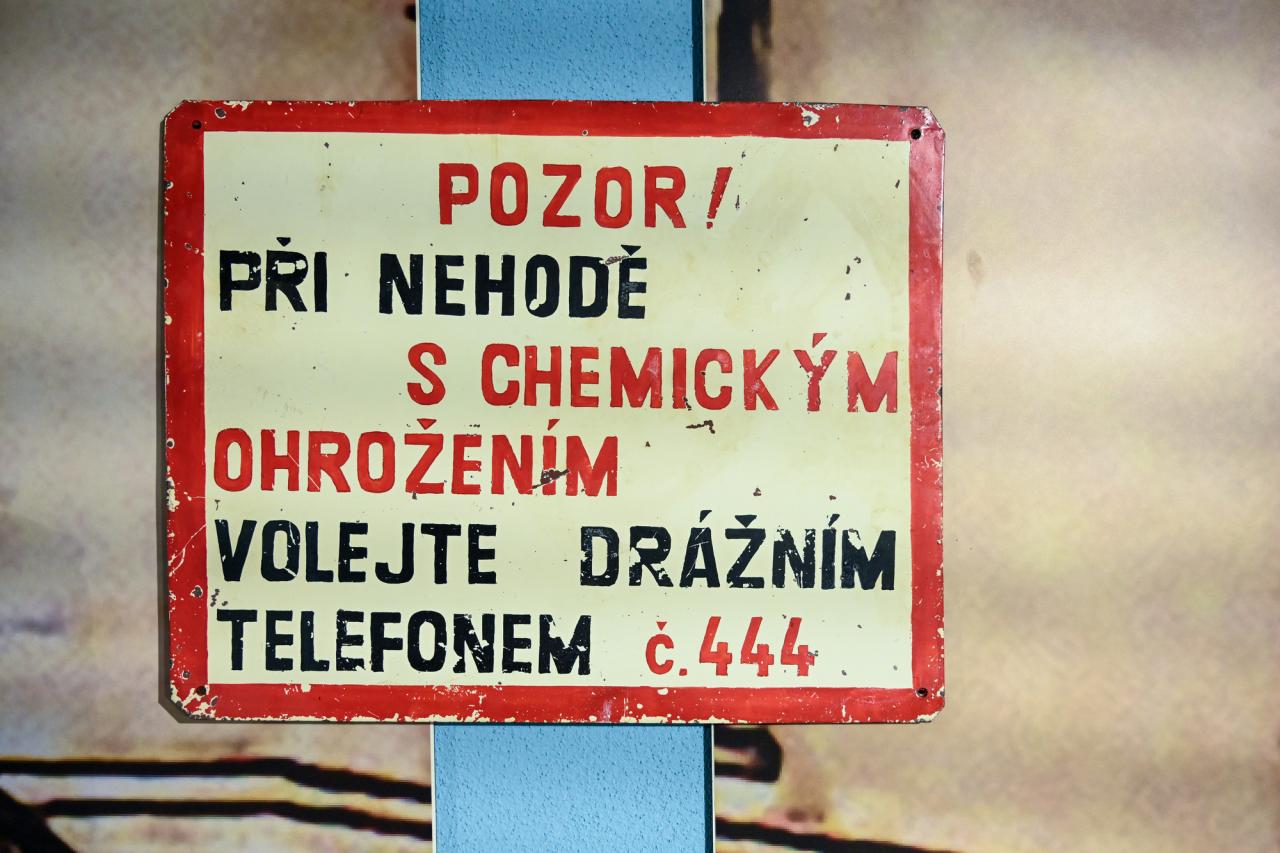 POZOR!
PŘI NEHODĚ
S CHEMICKÝM
OHROŽENÍM
VOLEJTE DRÁŽNÍM
TELEFONEM č.444